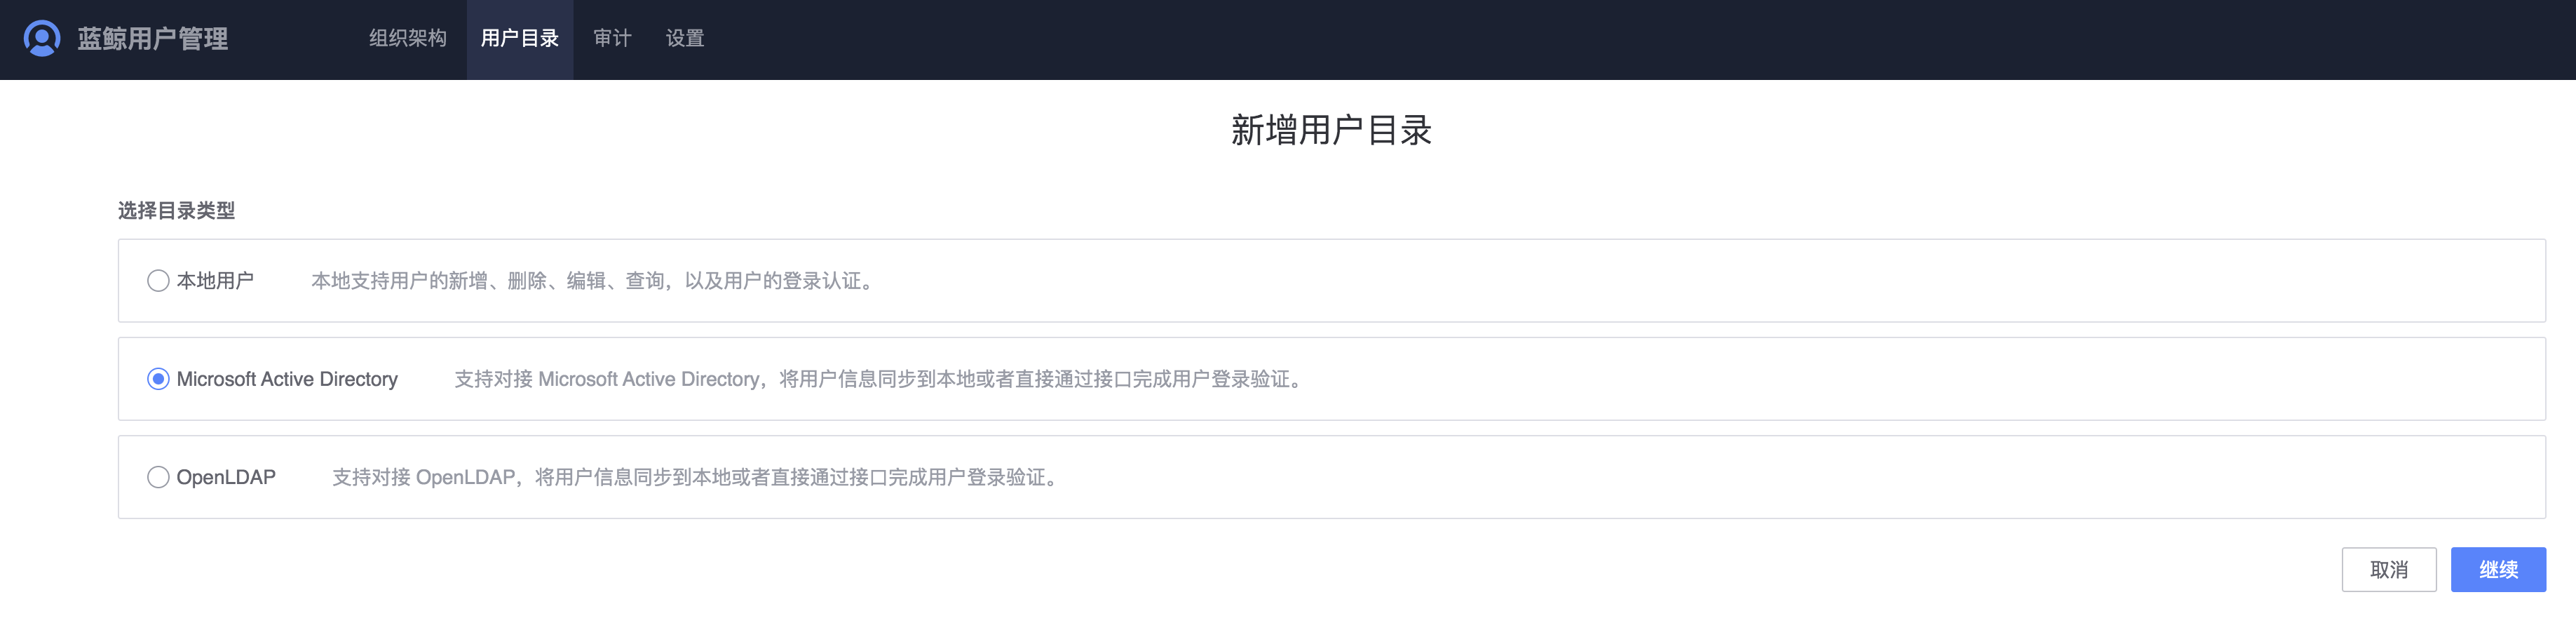 蓝鲸用户管理 组织架构 用户目录 审计 设置
新增用户目录
选择目录类型
本地用户 本地支持用户的新增、删除、编辑、查询，以及用户的登录认证。
Microsoft Active Directory 支持对接 Microsoft Active Directory，将用户信息同步到本地或者直接通过接口完成用户登录验证。
OpenLDAP 支持对接 OpenLDAP，将用户信息同步到本地或者直接通过接口完成用户登录验证。
取消 继续